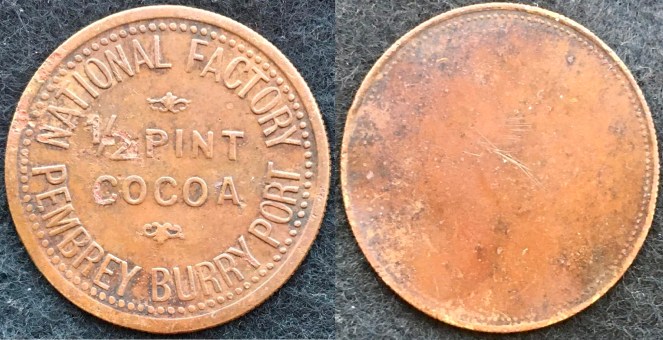 NATIONAL FACTORY
½ PINT
COCOA
PEMBREY BURRY PORT